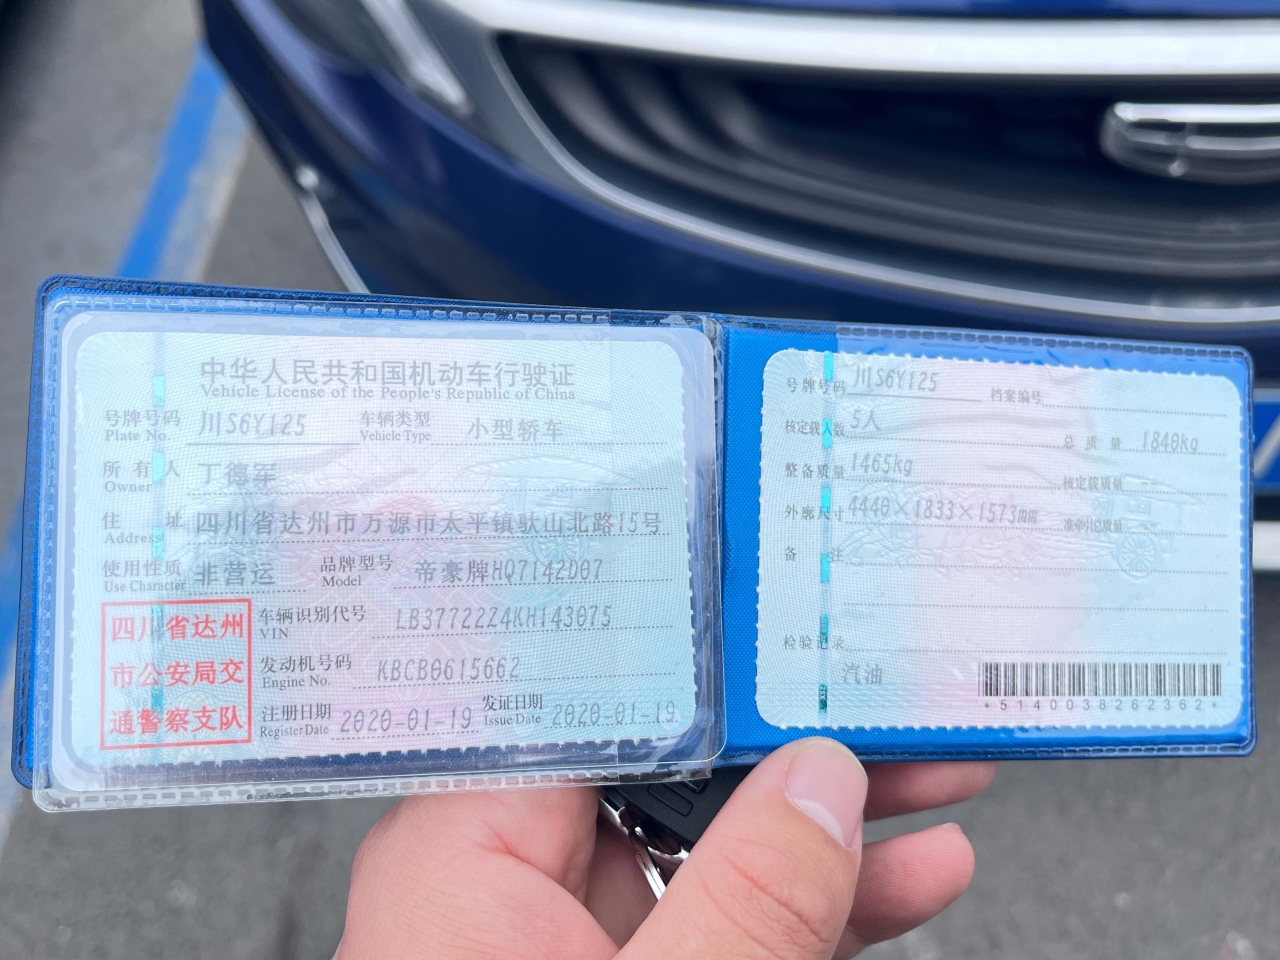 中华人民共和国机动车行驶证
Vehicle License of the People's Republic of China
号牌号码 川S6Y125 车辆类型 小型轿车
Plate No. Vehicle Type
所有人 丁德军
Owner
住址 四川省达州市万源市太平镇驮山北路15号
Address
使用性质 非营运 品牌型号 帝豪牌HQ7142D07
Use Character Model
四川省达州
市公安局交
通警察支队
车辆识别代号 LB37722Z4KH143075
VIN
发动机号码 KBCB0615662
Engine No.
注册日期 2020-01-19 发证日期 2020-01-19
Register Date Issue Date
号牌号码 川S6Y125 档案编号
核定载人数 5人 总质量 1840kg
整备质量 1465kg 核定载质量 --
外廓尺寸 4440×1833×1573mm 准牵引总质量 --
备注
检验记录
汽油
*5140038262362*